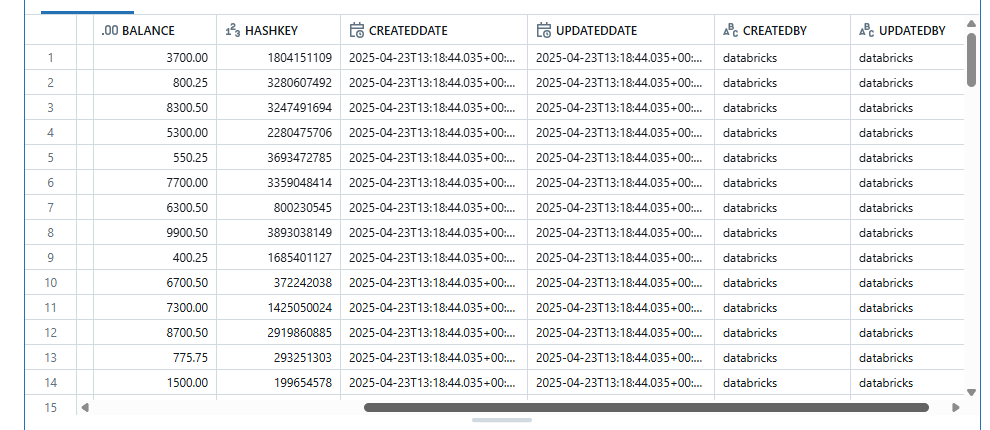 .00 BALANCE 123 HASHKEY CREATEDDATE UPDATEDDATE ABC CREATEDBY ABC UPDATEDBY
1 3700.00 1804151109 2025-04-23T13:18:44.035+00:... 2025-04-23T13:18:44.035+00:... databricks databricks
2 800.25 3280607492 2025-04-23T13:18:44.035+00:... 2025-04-23T13:18:44.035+00:... databricks databricks
3 8300.50 3247491694 2025-04-23T13:18:44.035+00:... 2025-04-23T13:18:44.035+00:... databricks databricks
4 5300.00 2280475706 2025-04-23T13:18:44.035+00:... 2025-04-23T13:18:44.035+00:... databricks databricks
5 550.25 3693472785 2025-04-23T13:18:44.035+00:... 2025-04-23T13:18:44.035+00:... databricks databricks
6 7700.00 3359048414 2025-04-23T13:18:44.035+00:... 2025-04-23T13:18:44.035+00:... databricks databricks
7 6300.50 800230545 2025-04-23T13:18:44.035+00:... 2025-04-23T13:18:44.035+00:... databricks databricks
8 9900.50 3893038149 2025-04-23T13:18:44.035+00:... 2025-04-23T13:18:44.035+00:... databricks databricks
9 400.25 1685401127 2025-04-23T13:18:44.035+00:... 2025-04-23T13:18:44.035+00:... databricks databricks
10 6700.50 372242038 2025-04-23T13:18:44.035+00:... 2025-04-23T13:18:44.035+00:... databricks databricks
11 7300.00 1425050024 2025-04-23T13:18:44.035+00:... 2025-04-23T13:18:44.035+00:... databricks databricks
12 8700.50 2919860885 2025-04-23T13:18:44.035+00:... 2025-04-23T13:18:44.035+00:... databricks databricks
13 775.75 293251303 2025-04-23T13:18:44.035+00:... 2025-04-23T13:18:44.035+00:... databricks databricks
14 1500.00 199654578 2025-04-23T13:18:44.035+00:... 2025-04-23T13:18:44.035+00:... databricks databricks
15